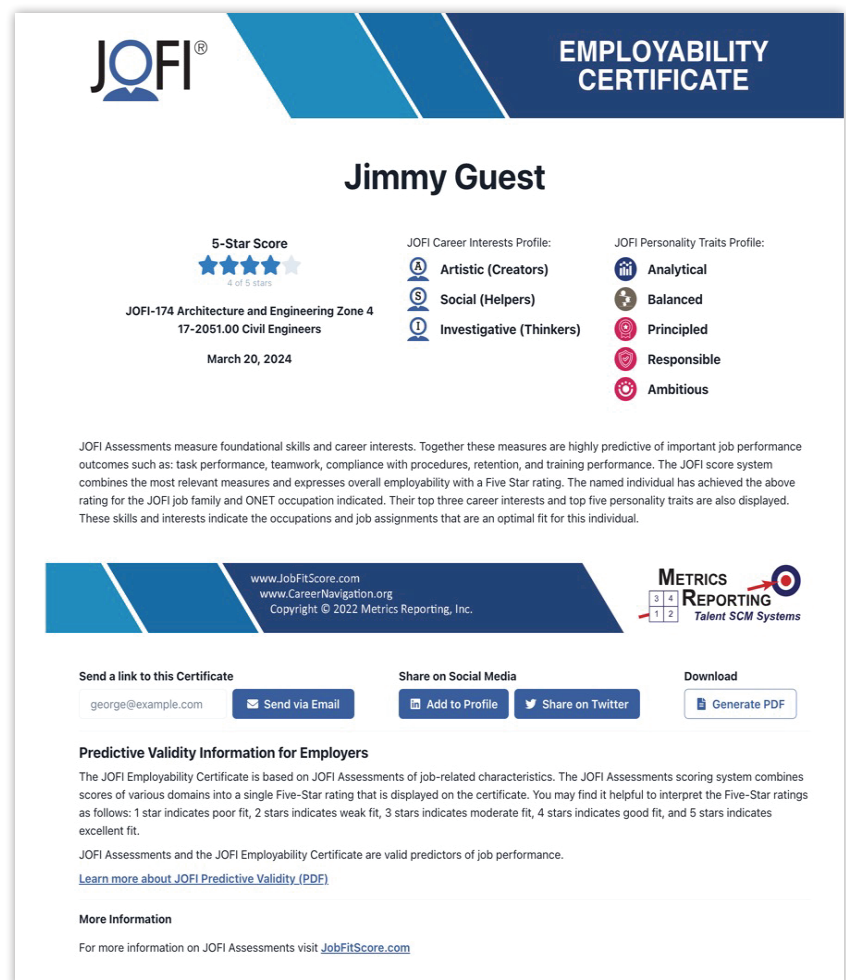 JOFI®
EMPLOYABILITY
CERTIFICATE
Jimmy Guest
5-Star Score
4 of 5 stars
JOFI-174 Architecture and Engineering Zone 4
17-2051.00 Civil Engineers
March 20, 2024
JOFI Career Interests Profile:
A Artistic (Creators)
S Social (Helpers)
I Investigative (Thinkers)
JOFI Personality Traits Profile:
Analytical
Balanced
Principled
Responsible
Ambitious
JOFI Assessments measure foundational skills and career interests. Together these measures are highly predictive of important job performance
outcomes such as: task performance, teamwork, compliance with procedures, retention, and training performance. The JOFI score system
combines the most relevant measures and expresses overall employability with a Five Star rating. The named individual has achieved the above
rating for the JOFI job family and ONET occupation indicated. Their top three career interests and top five personality traits are also displayed.
These skills and interests indicate the occupations and job assignments that are an optimal fit for this individual.
www.JobFitScore.com
www.CareerNavigation.org
Copyright © 2022 Metrics Reporting, Inc.
METRICS
3 4
REPORTING
1 2
Talent SCM Systems
Send a link to this Certificate
george@example.com
Send via Email
Share on Social Media
Add to Profile
Share on Twitter
Download
Generate PDF
Predictive Validity Information for Employers
The JOFI Employability Certificate is based on JOFI Assessments of job-related characteristics. The JOFI Assessments scoring system combines
scores of various domains into a single Five-Star rating that is displayed on the certificate. You may find it helpful to interpret the Five-Star ratings
as follows: 1 star indicates poor fit, 2 stars indicates weak fit, 3 stars indicates moderate fit, 4 stars indicates good fit, and 5 stars indicates
excellent fit.
JOFI Assessments and the JOFI Employability Certificate are valid predictors of job performance.
Learn more about JOFI Predictive Validity (PDF)
More Information
For more information on JOFI Assessments visit JobFitScore.com